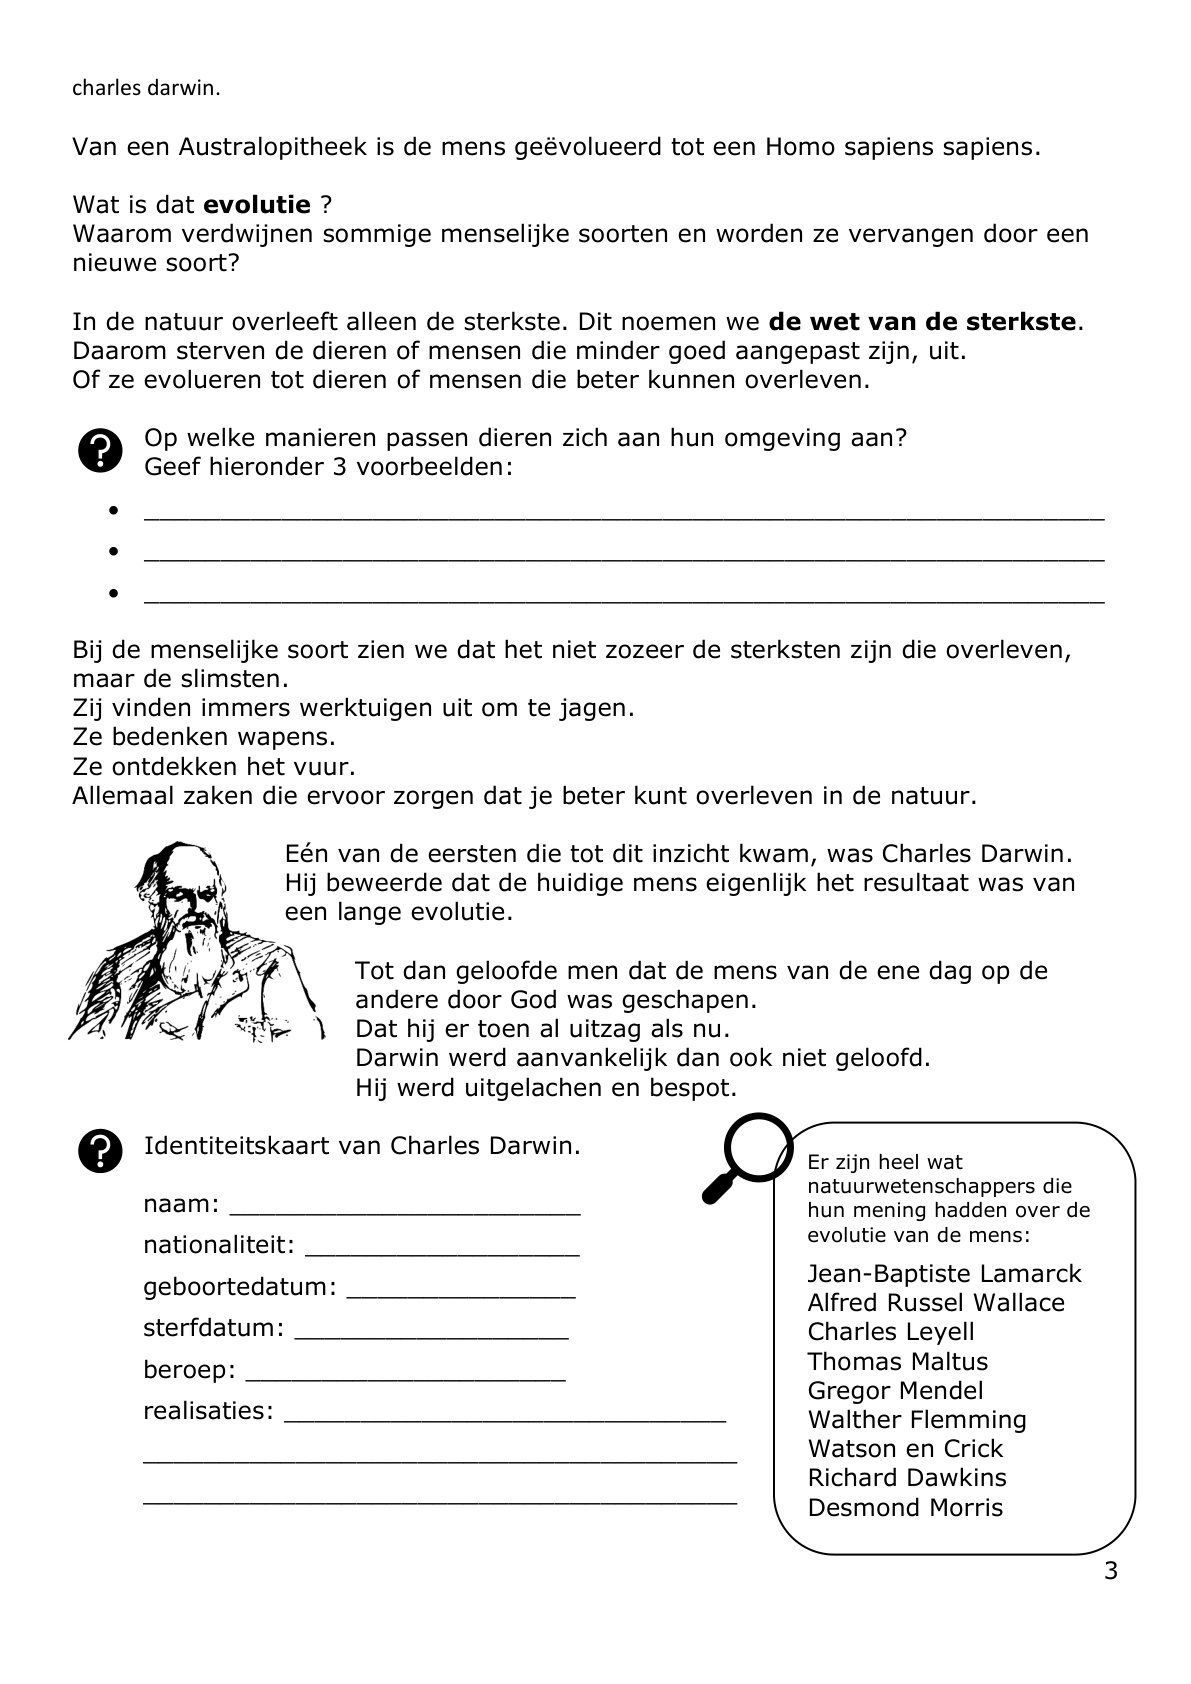 charles darwin.
Van een Australopitheek is de mens geëvolueerd tot een Homo sapiens sapiens.
Wat is dat evolutie ?
Waarom verdwijnen sommige menselijke soorten en worden ze vervangen door een
nieuwe soort?
In de natuur overleeft alleen de sterkste. Dit noemen we de wet van de sterkste.
Daarom sterven de dieren of mensen die minder goed aangepast zijn, uit.
Of ze evolueren tot dieren of mensen die beter kunnen overleven.
Op welke manieren passen dieren zich aan hun omgeving aan?
Geef hieronder 3 voorbeelden:
• ________________________________________________________________
• ________________________________________________________________
• ________________________________________________________________
Bij de menselijke soort zien we dat het niet zozeer de sterksten zijn die overleven,
maar de slimsten.
Zij vinden immers werktuigen uit om te jagen.
Ze bedenken wapens.
Ze ontdekken het vuur.
Allemaal zaken die ervoor zorgen dat je beter kunt overleven in de natuur.
Eén van de eersten die tot dit inzicht kwam, was Charles Darwin.
Hij beweerde dat de huidige mens eigenlijk het resultaat was van
een lange evolutie.
Tot dan geloofde men dat de mens van de ene dag op de
andere door God was geschapen.
Dat hij er toen al uitzag als nu.
Darwin werd aanvankelijk dan ook niet geloofd.
Hij werd uitgelachen en bespot.
Identiteitskaart van Charles Darwin.
naam: _______________________
nationaliteit: __________________
geboortedatum: _______________
sterfdatum: __________________
beroep: _____________________
realisaties: _____________________________
_______________________________________
_______________________________________
Er zijn heel wat
natuurwetenschappers die
hun mening hadden over de
evolutie van de mens:
Jean-Baptiste Lamarck
Alfred Russel Wallace
Charles Leyell
Thomas Maltus
Gregor Mendel
Walther Flemming
Watson en Crick
Richard Dawkins
Desmond Morris
3